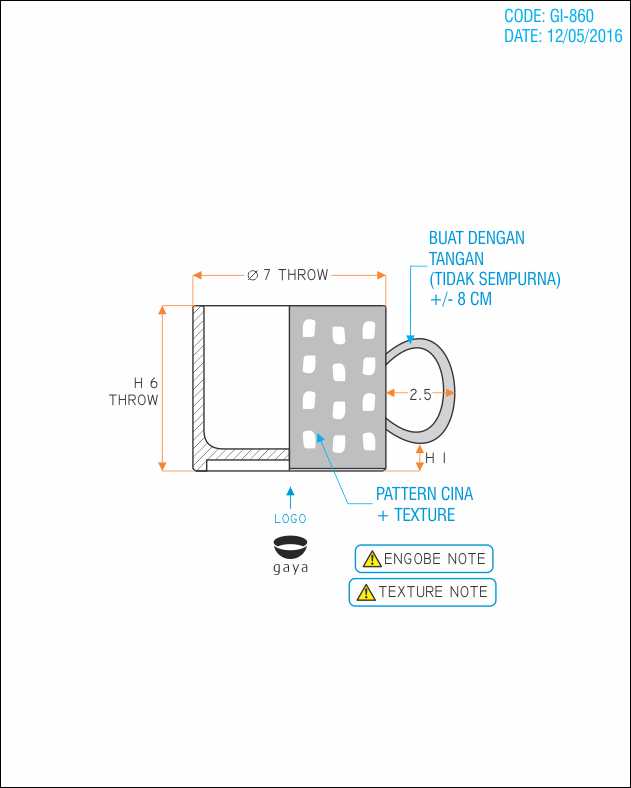 CODE: GI-860
DATE: 12/05/2016
BUAT DENGAN
TANGAN
(TIDAK SEMPURNA)
+/- 8 CM
Ø 7 THROW
H 6
THROW
2.5
H 1
PATTERN CINA
+ TEXTURE
LOGO
gaya
ENGOBE NOTE
TEXTURE NOTE